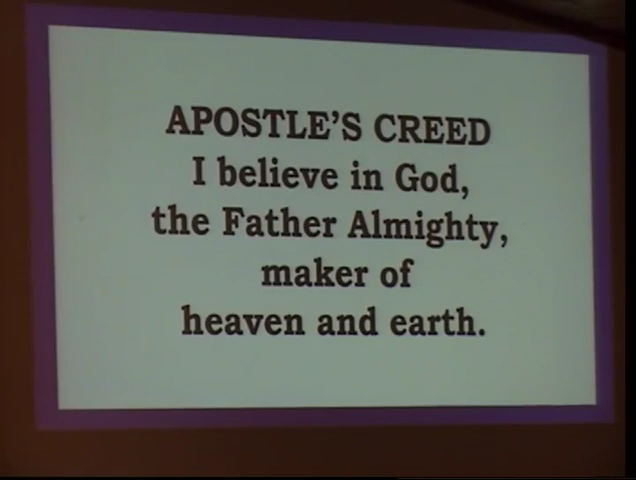 APOSTLE'S CREED
I believe in God,
the Father Almighty,
maker of
heaven and earth.